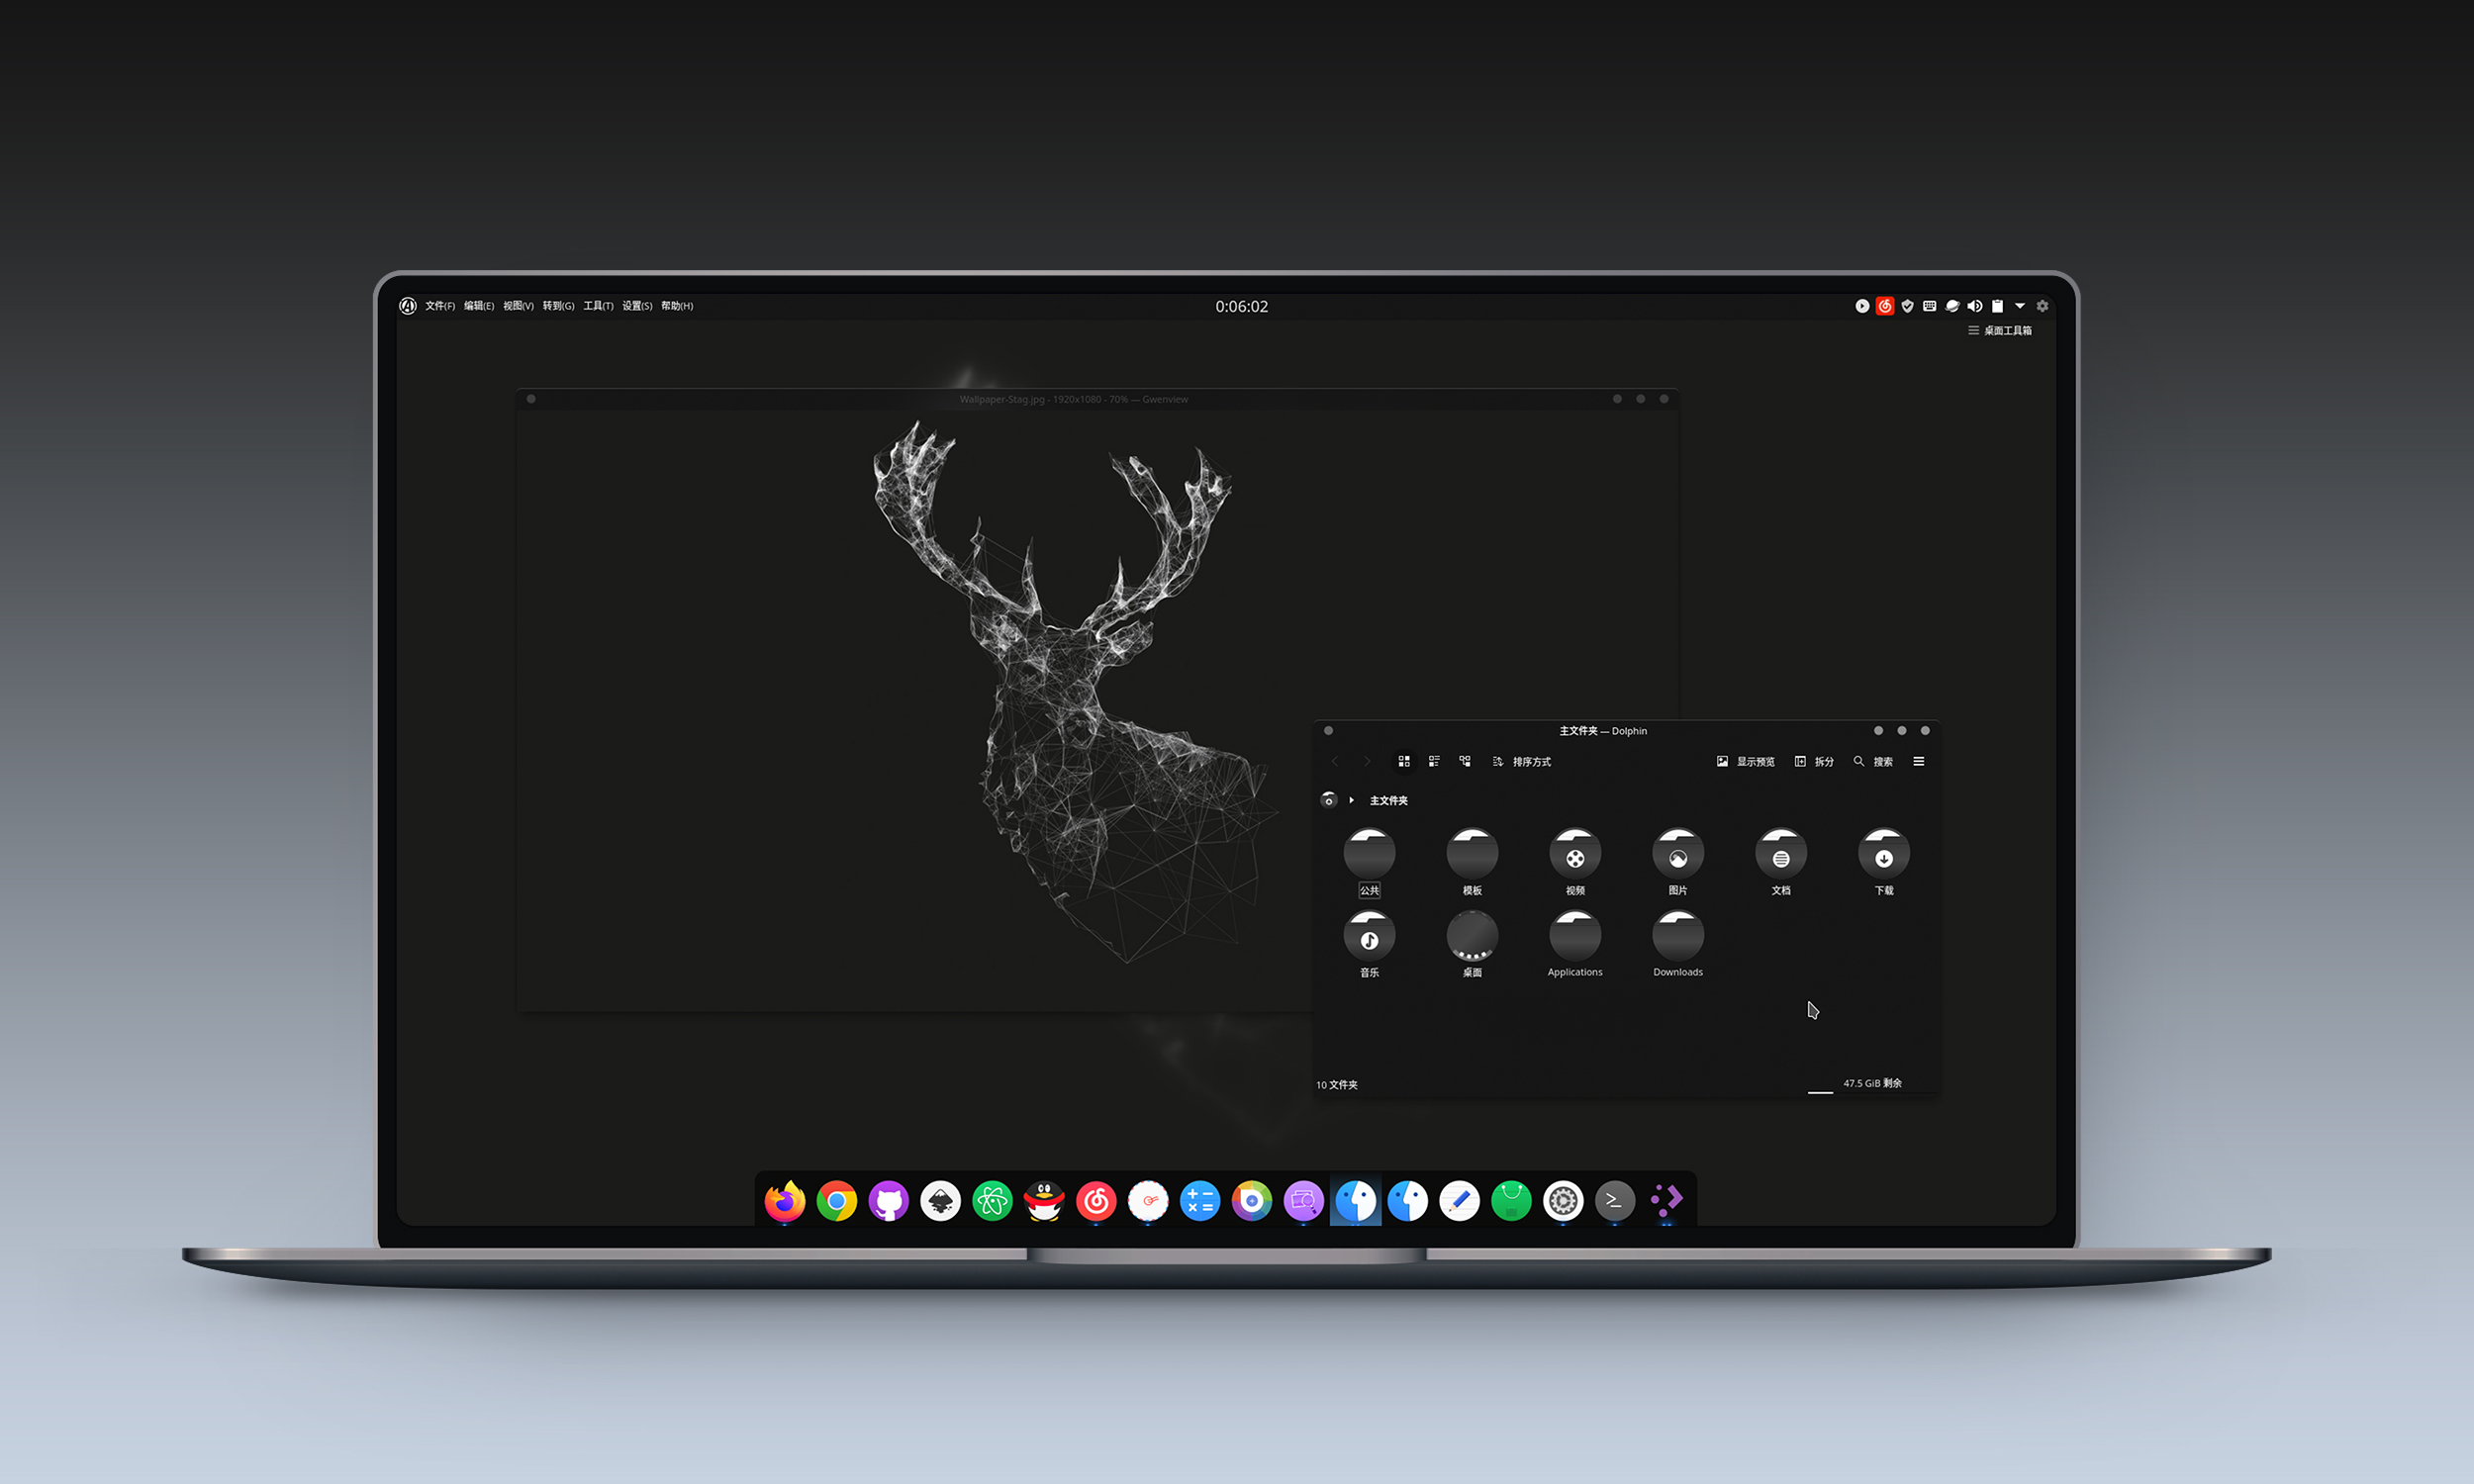 文件(F) 编辑(E) 视图(V) 转到(G) 工具(T) 设置(S) 帮助(H)
0:06:02
桌面工具箱
Wallpaper-Stag.jpg - 1920x1080 - 70% — Gwenview
主文件夹 — Dolphin
排序方式 显示预览 拆分 搜索
主文件夹
公共 模板 视频 图片 文档 下载
音乐 桌面 Applications Downloads
10 文件夹 47.5 GiB 剩余